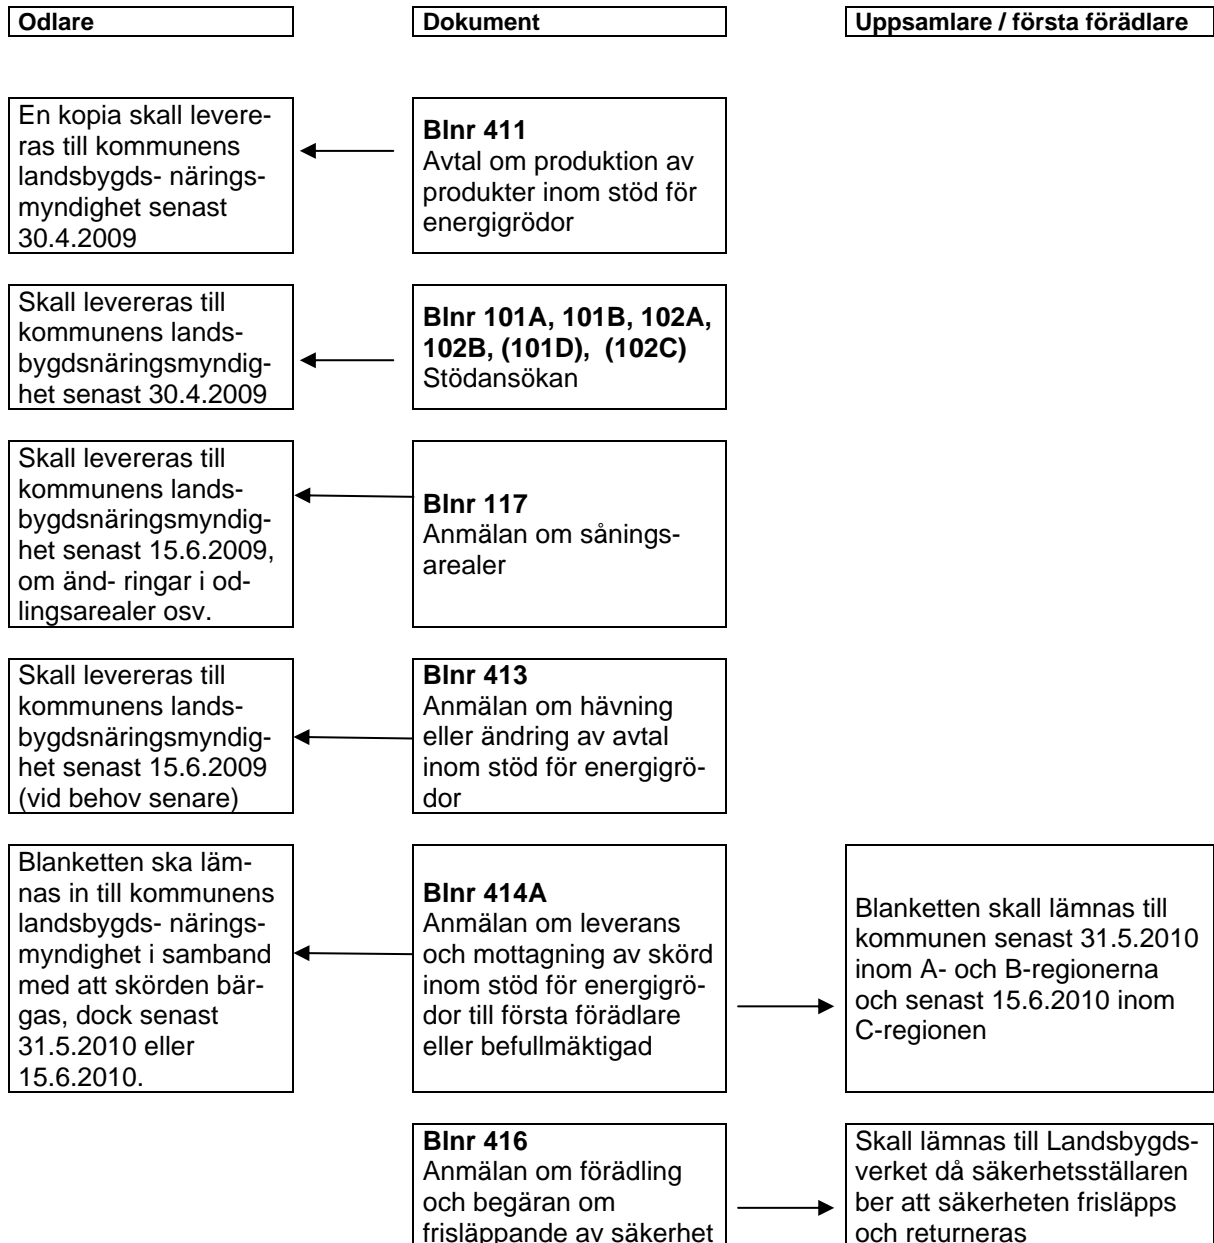 Odlare
Dokument
Uppsamlare / första förädlare
En kopia skall levere-
ras till kommunens
landsbygds- närings-
myndighet senast
30.4.2009
Blnr 411
Avtal om produktion av
produkter inom stöd för
energigrödor
Skall levereras till
kommunens lands-
bygdsnäringsmyndig-
het senast 30.4.2009
Blnr 101A, 101B, 102A,
102B, (101D), (102C)
Stödansökan
Skall levereras till
kommunens lands-
bygdsnäringsmyndig-
het senast 15.6.2009,
om änd- ringar i od-
lingsarealer osv.
Blnr 117
Anmälan om sånings-
arealer
Skall levereras till
kommunens lands-
bygdsnäringsmyndig-
het senast 15.6.2009
(vid behov senare)
Blnr 413
Anmälan om hävning
eller ändring av avtal
inom stöd för energigrö-
dor
Blanketten ska läm-
nas in till kommunens
landsbygds- närings-
myndighet i samband
med att skörden bär-
gas, dock senast
31.5.2010 eller
15.6.2010.
Blnr 414A
Anmälan om leverans
och mottagning av skörd
inom stöd för energigrö-
dor till första förädlare
eller befullmäktigad
Blanketten skall lämnas till
kommunen senast 31.5.2010
inom A- och B-regionerna
och senast 15.6.2010 inom
C-regionen
Blnr 416
Anmälan om förädling
och begäran om
frisläppande av säkerhet
Skall lämnas till Landsbygds-
verket då säkerhetsställaren
ber att säkerheten frisläpps
och returneras